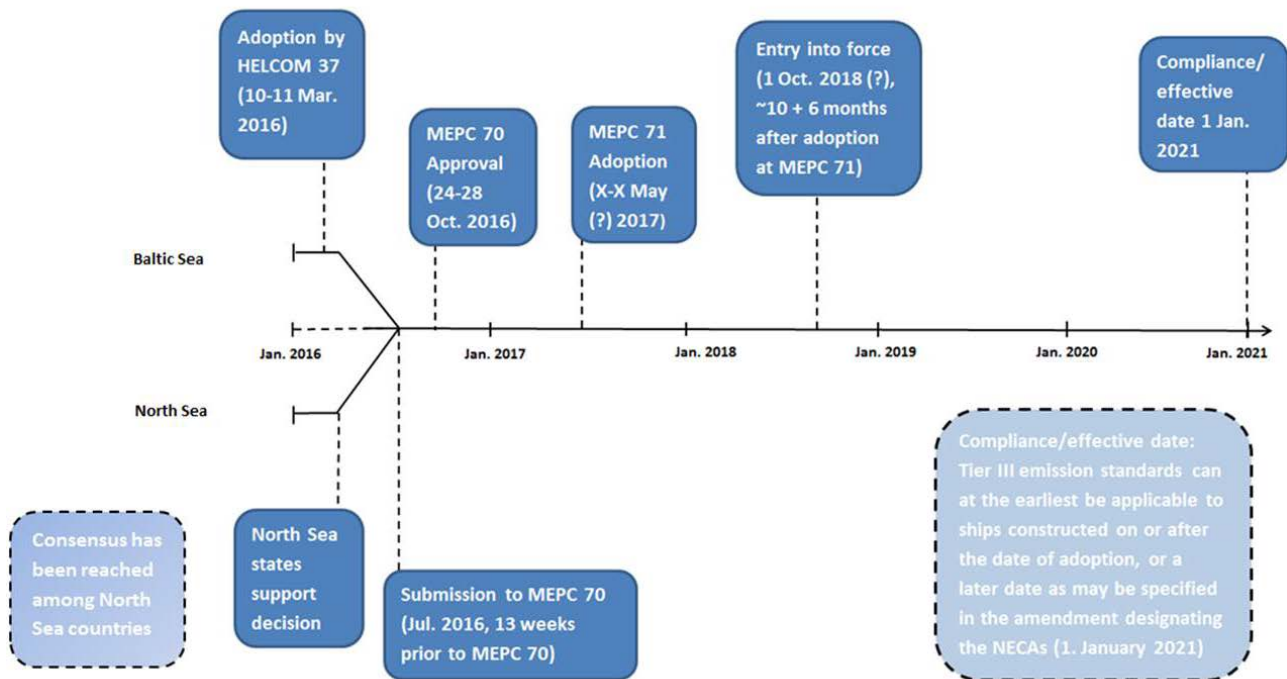 Adoption by
HELCOM 37
(10-11 Mar.
2016)
MEPC 70
Approval
(24-28
Oct. 2016)
MEPC 71
Adoption
(X-X May
(?) 2017)
Entry into force
(1 Oct. 2018 (?),
~10 + 6 months
after adoption
at MEPC 71)
Compliance/
effective
date 1 Jan.
2021
Baltic Sea
Jan. 2016
Jan. 2017
Jan. 2018
Jan. 2019
Jan. 2020
Jan. 2021
North Sea
Consensus has
been reached
among North
Sea countries
North Sea
states
support
decision
Submission to MEPC 70
(Jul. 2016, 13 weeks
prior to MEPC 70)
Compliance/effective date:
Tier III emission standards can
at the earliest be applicable to
ships constructed on or after
the date of adoption, or a
later date as may be specified
in the amendment designating
the NECAs (1. January 2021)